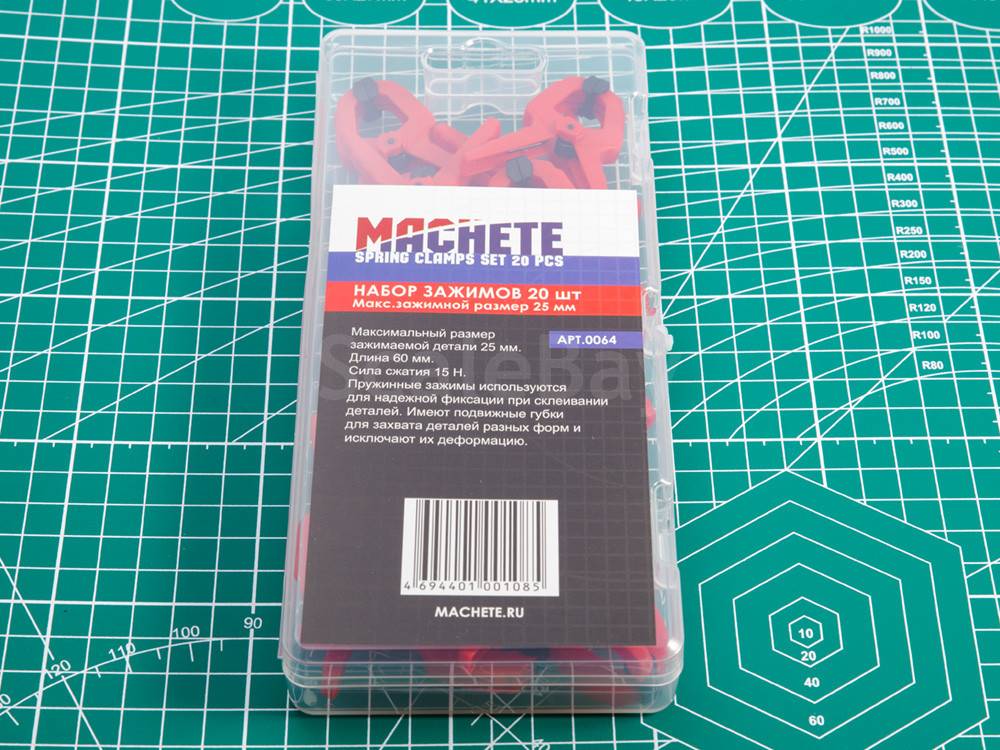 R1000
R900
R800
R700
R600
R500
R400
R300
R250
R200
R150
R120
R100
R80
MACHETE
SPRING CLAMPS SET 20 PCS
НАБОР ЗАЖИМОВ 20 шт
Макс.зажимной размер 25 мм
АРТ.0064
Максимальный размер
зажимаемой детали 25 мм.
Длина 60 мм.
Сила сжатия 15 Н.
Пружинные зажимы используются
для надежной фиксации при склеивании
деталей. Имеют подвижные губки
для захвата деталей разных форм и
исключают их деформацию.
4 694401 001085
MACHETE.RU
90
100
110
120
10
20
40
60